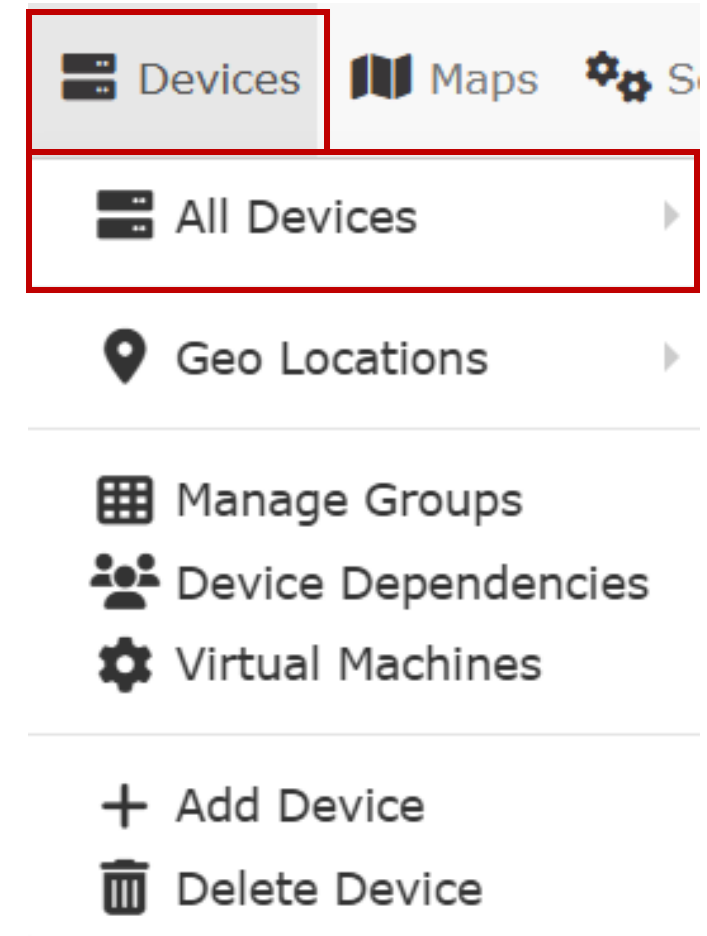 Devices Maps
All Devices
Geo Locations
Manage Groups
Device Dependencies
Virtual Machines
Add Device
Delete Device